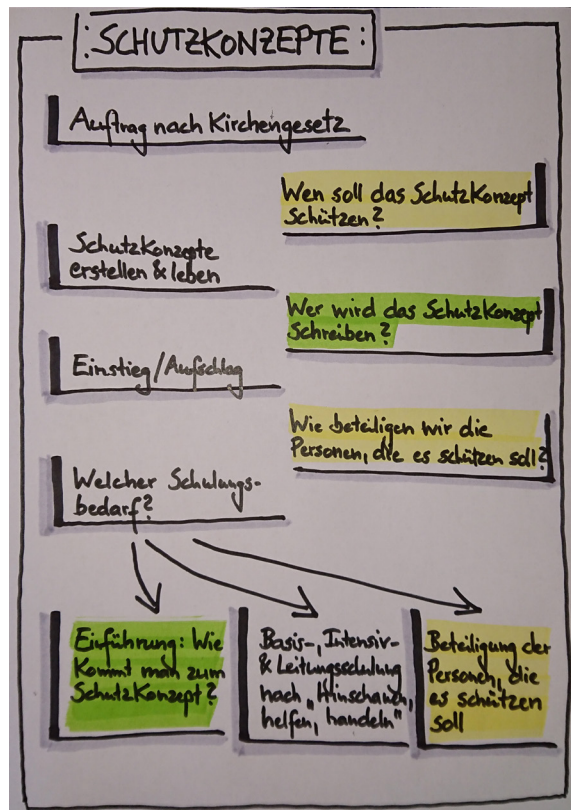 :SCHUTZKONZEPTE:
Auftrag nach Kirchengesetz
Wen soll das SchutzKonzept
Schützen?
SchutzKonzepte
erstellen & leben
Wer wird das SchutzKonzept
Schreiben?
Einstieg/Aufschlag
Wie beteiligen wir die
Personen, die es schützen soll?
Welcher Schulungs-
bedarf?
Einführung: Wie
Kommt man zum
SchutzKonzept?
Basis-, Intensiv-
& Leitungsschulung
nach „Hinschauen,
helfen, handeln"
Beteiligung der
Personen, die
es schützen
soll